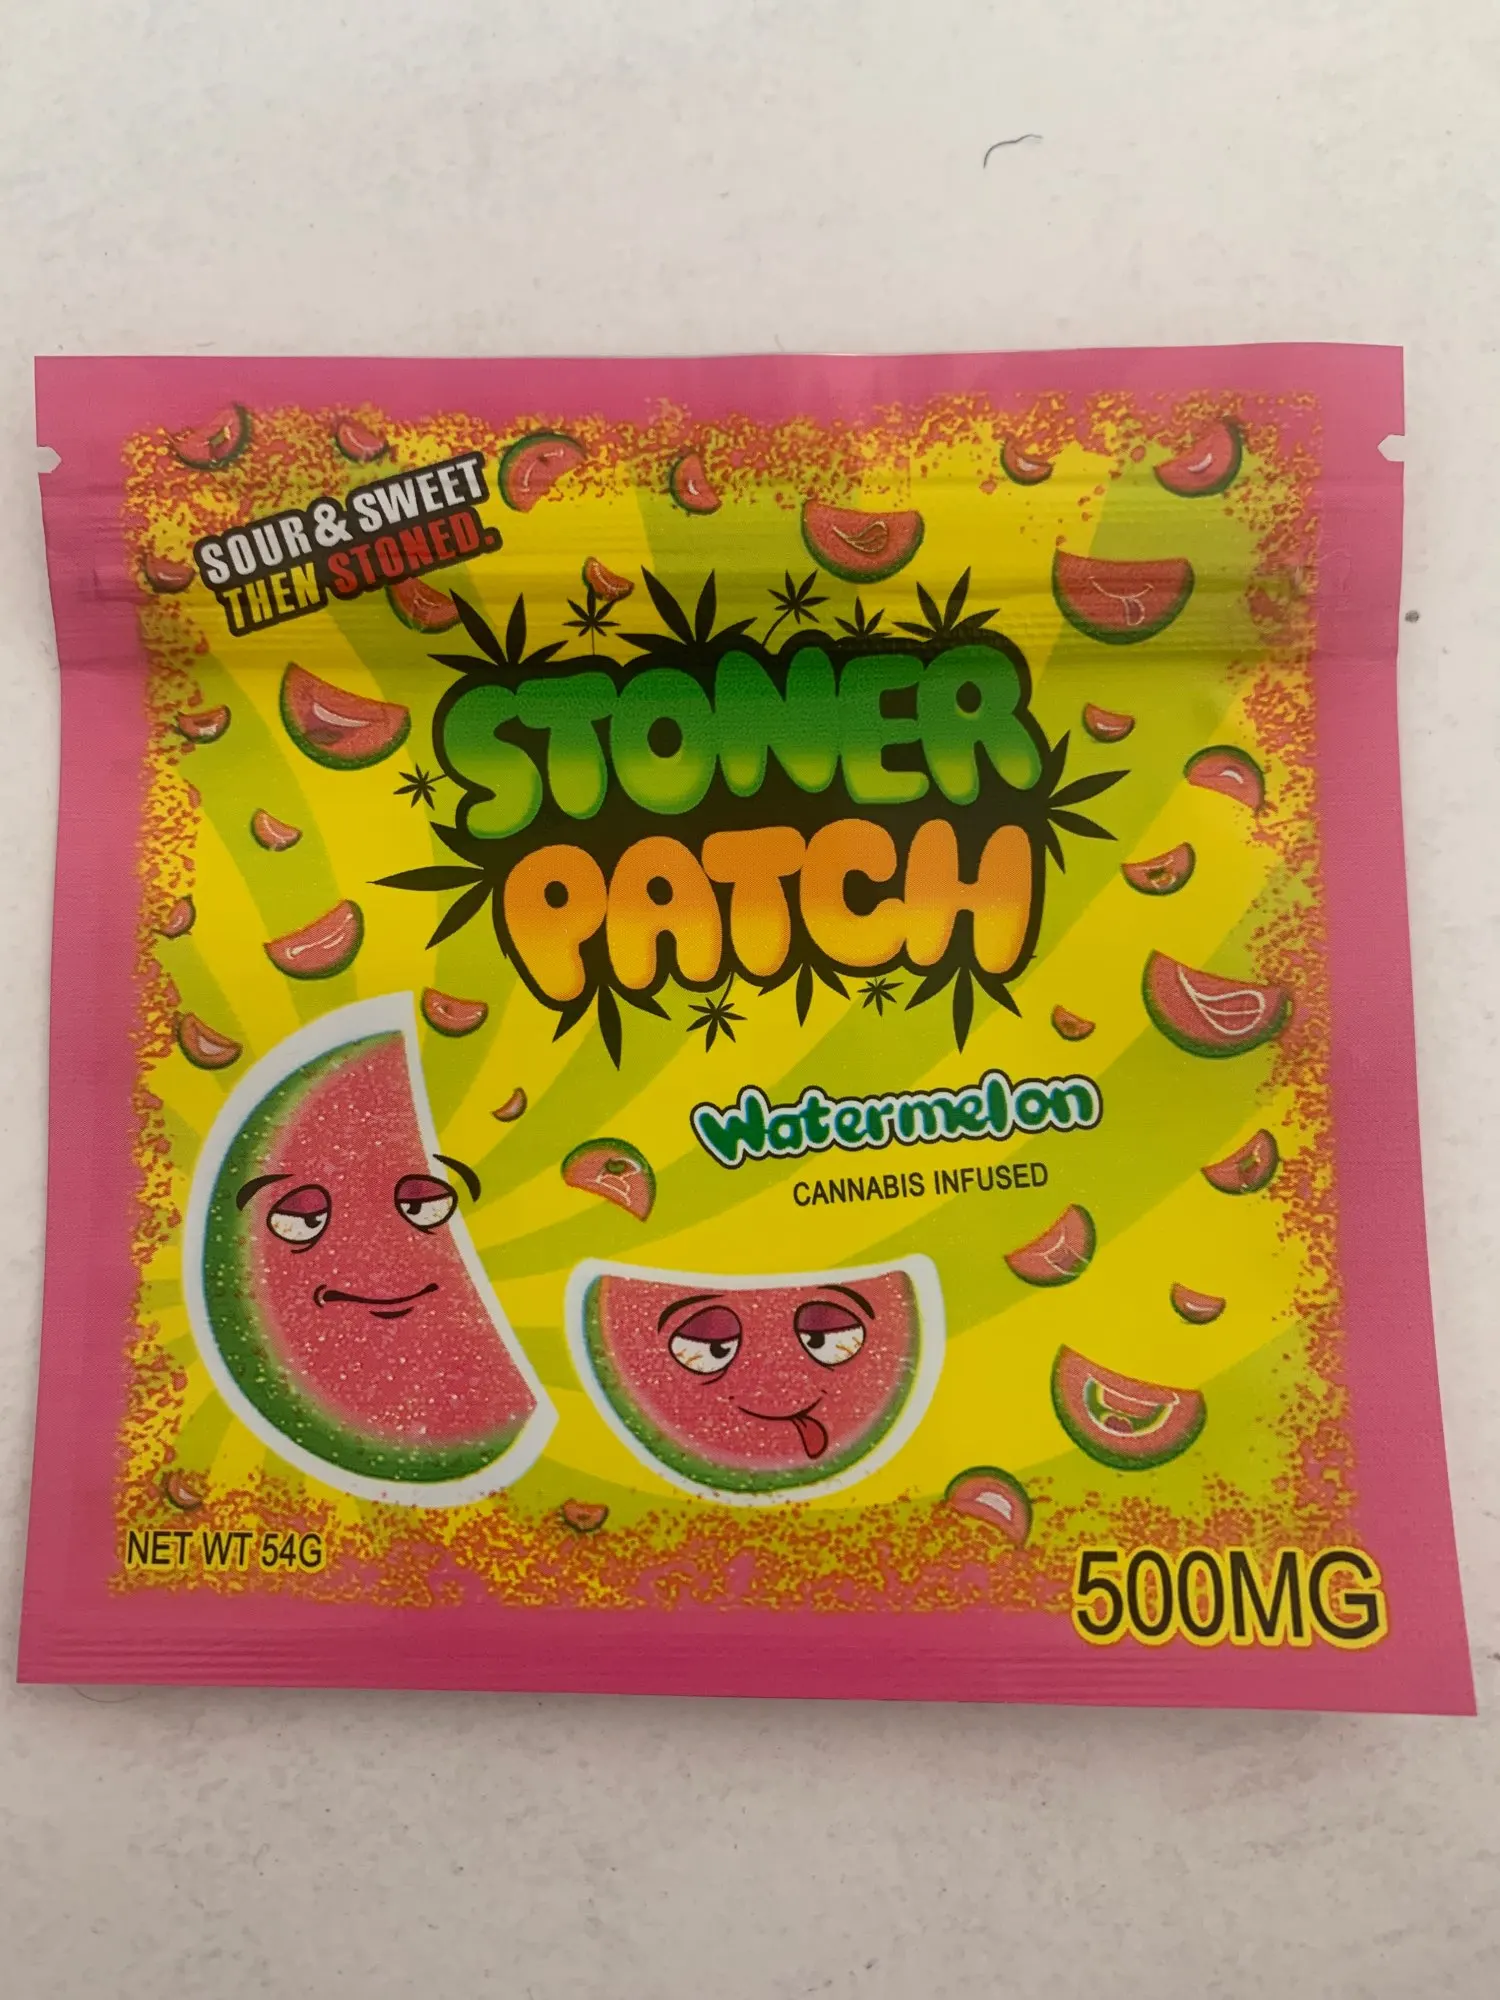 SOUR & SWEET
THEN STONED.
STONER
PATCH
Watermelon
CANNABIS INFUSED
NET WT 54G
500MG